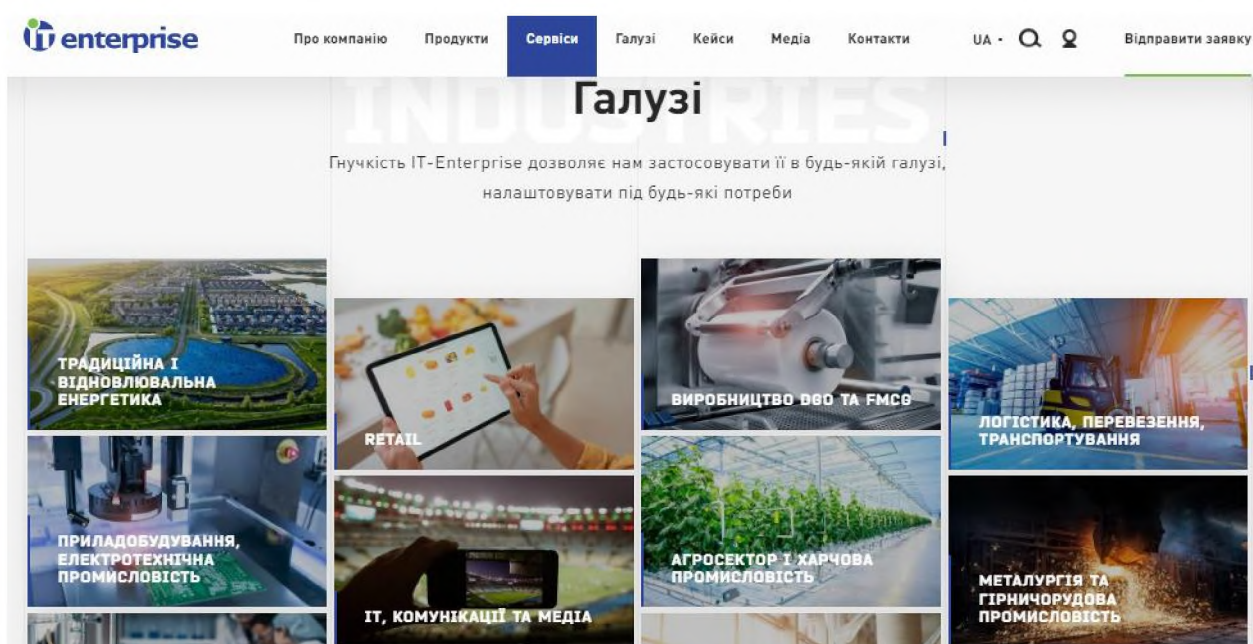 it enterprise
Про компанію
Продукти
Сервіси
Галузі
Кейси
Медіа
Контакти
UA
Відправити заявку
INDUSTRIES
Галузі
Гнучкість IT-Enterprise дозволяє нам застосовувати її в будь-якій галузі,
налаштовувати під будь-які потреби
ТРАДИЦІЙНА І
ВІДНОВЛЮВАЛЬНА
ЕНЕРГЕТИКА
RETAIL
ВИРОБНИЦТВО DGO ТА FMCG
ЛОГІСТИКА, ПЕРЕВЕЗЕННЯ,
ТРАНСПОРТУВАННЯ
ПРИЛАДОБУДУВАННЯ,
ЕЛЕКТРОТЕХНІЧНА
ПРОМИСЛОВІСТЬ
ІТ, КОМУНІКАЦІЇ ТА МЕДІА
АГРОСЕКТОР І ХАРЧОВА
ПРОМИСЛОВІСТЬ
МЕТАЛУРГІЯ ТА
ГІРНИЧОРУДОВА
ПРОМИСЛОВІСТЬ